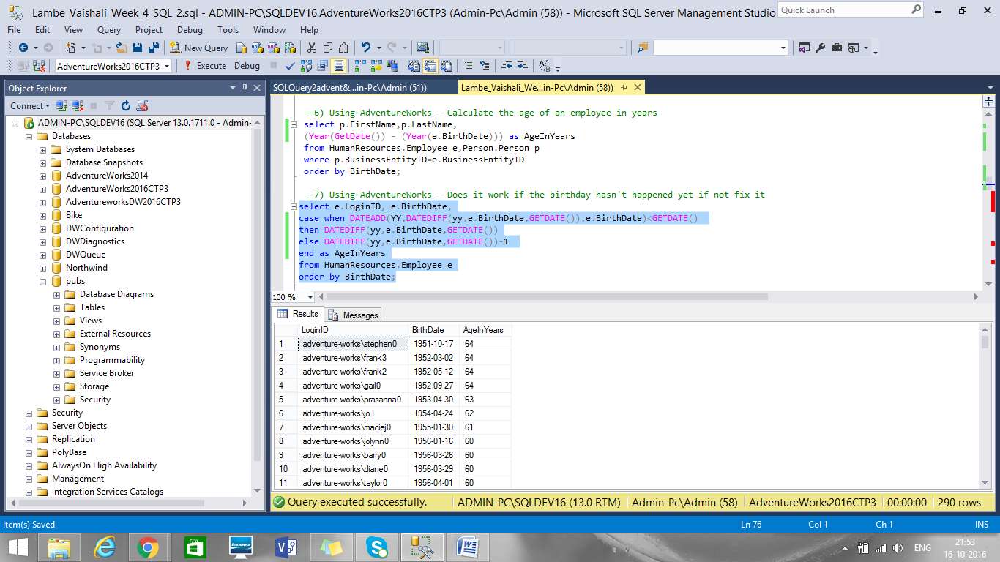 Lambe_Vaishali_Week_4_SQL_2.sql - ADMIN-PC\SQLDEV16.AdventureWorks2016CTP3 (Admin-Pc\Admin (58)) - Microsoft SQL Server Management Studio
Quick Launch
File Edit View Query Project Debug Tools Window Help
New Query
AdventureWorks2016CTP3 Execute Debug
Object Explorer
Connect
ADMIN-PC\SQLDEV16 (SQL Server 13.0.1711.0 - Admin-
Databases
System Databases
Database Snapshots
AdventureWorks2014
AdventureWorks2016CTP3
AdventureworksDW2016CTP3
Bike
DWConfiguration
DWDiagnostics
DWQueue
Northwind
pubs
Database Diagrams
Tables
Views
External Resources
Synonyms
Programmability
Service Broker
Storage
Security
Security
Server Objects
Replication
PolyBase
AlwaysOn High Availability
Management
Integration Services Catalogs
SQLQuery2advent&...in-Pc\Admin (51))
Lambe_Vaishali_We...in-Pc\Admin (58))
--6) Using AdventureWorks - Calculate the age of an employee in years
select p.FirstName,p.LastName,
(Year(GetDate()) - (Year(e.BirthDate))) as AgeInYears
from HumanResources.Employee e,Person.Person p
where p.BusinessEntityID=e.BusinessEntityID
order by BirthDate;
--7) Using AdventureWorks - Does it work if the birthday hasn't happened yet if not fix it
select e.LoginID, e.BirthDate,
case when DATEADD(YY,DATEDIFF(yy,e.BirthDate,GETDATE()),e.BirthDate)<GETDATE()
then DATEDIFF(yy,e.BirthDate,GETDATE())
else DATEDIFF(yy,e.BirthDate,GETDATE())-1
end as AgeInYears
from HumanResources.Employee e
order by BirthDate;
100 %
Results Messages
LoginID BirthDate AgeInYears
1 adventure-works\stephen0 1951-10-17 64
2 adventure-works\frank3 1952-03-02 64
3 adventure-works\frank2 1952-05-12 64
4 adventure-works\gail0 1952-09-27 64
5 adventure-works\prasanna0 1953-04-30 63
6 adventure-works\jo1 1954-04-24 62
7 adventure-works\maciej0 1955-01-30 61
8 adventure-works\jolynn0 1956-01-16 60
9 adventure-works\barry0 1956-03-26 60
10 adventure-works\diane0 1956-03-29 60
11 adventure-works\taylor0 1956-04-01 60
Query executed successfully. ADMIN-PC\SQLDEV16 (13.0 RTM) Admin-Pc\Admin (58) AdventureWorks2016CTP3 00:00:00 290 rows
Item(s) Saved Ln 76 Col 1 Ch 1 INS
lenovo
ENG
21:53
16-10-2016